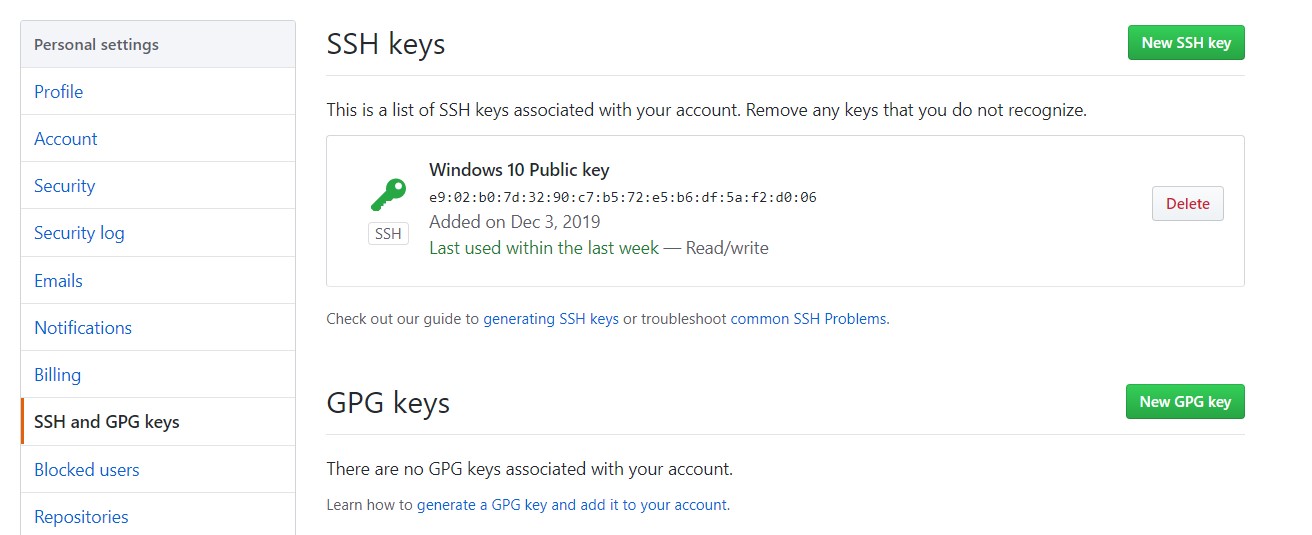 Personal settings
Profile
Account
Security
Security log
Emails
Notifications
Billing
SSH and GPG keys
Blocked users
Repositories
SSH keys
New SSH key
This is a list of SSH keys associated with your account. Remove any keys that you do not recognize.
SSH
Windows 10 Public key
e9:02:b0:7d:32:90:c7:b5:72:e5:b6:df:5a:f2:d0:06
Added on Dec 3, 2019
Last used within the last week — Read/write
Delete
Check out our guide to generating SSH keys or troubleshoot common SSH Problems.
GPG keys
New GPG key
There are no GPG keys associated with your account.
Learn how to generate a GPG key and add it to your account.